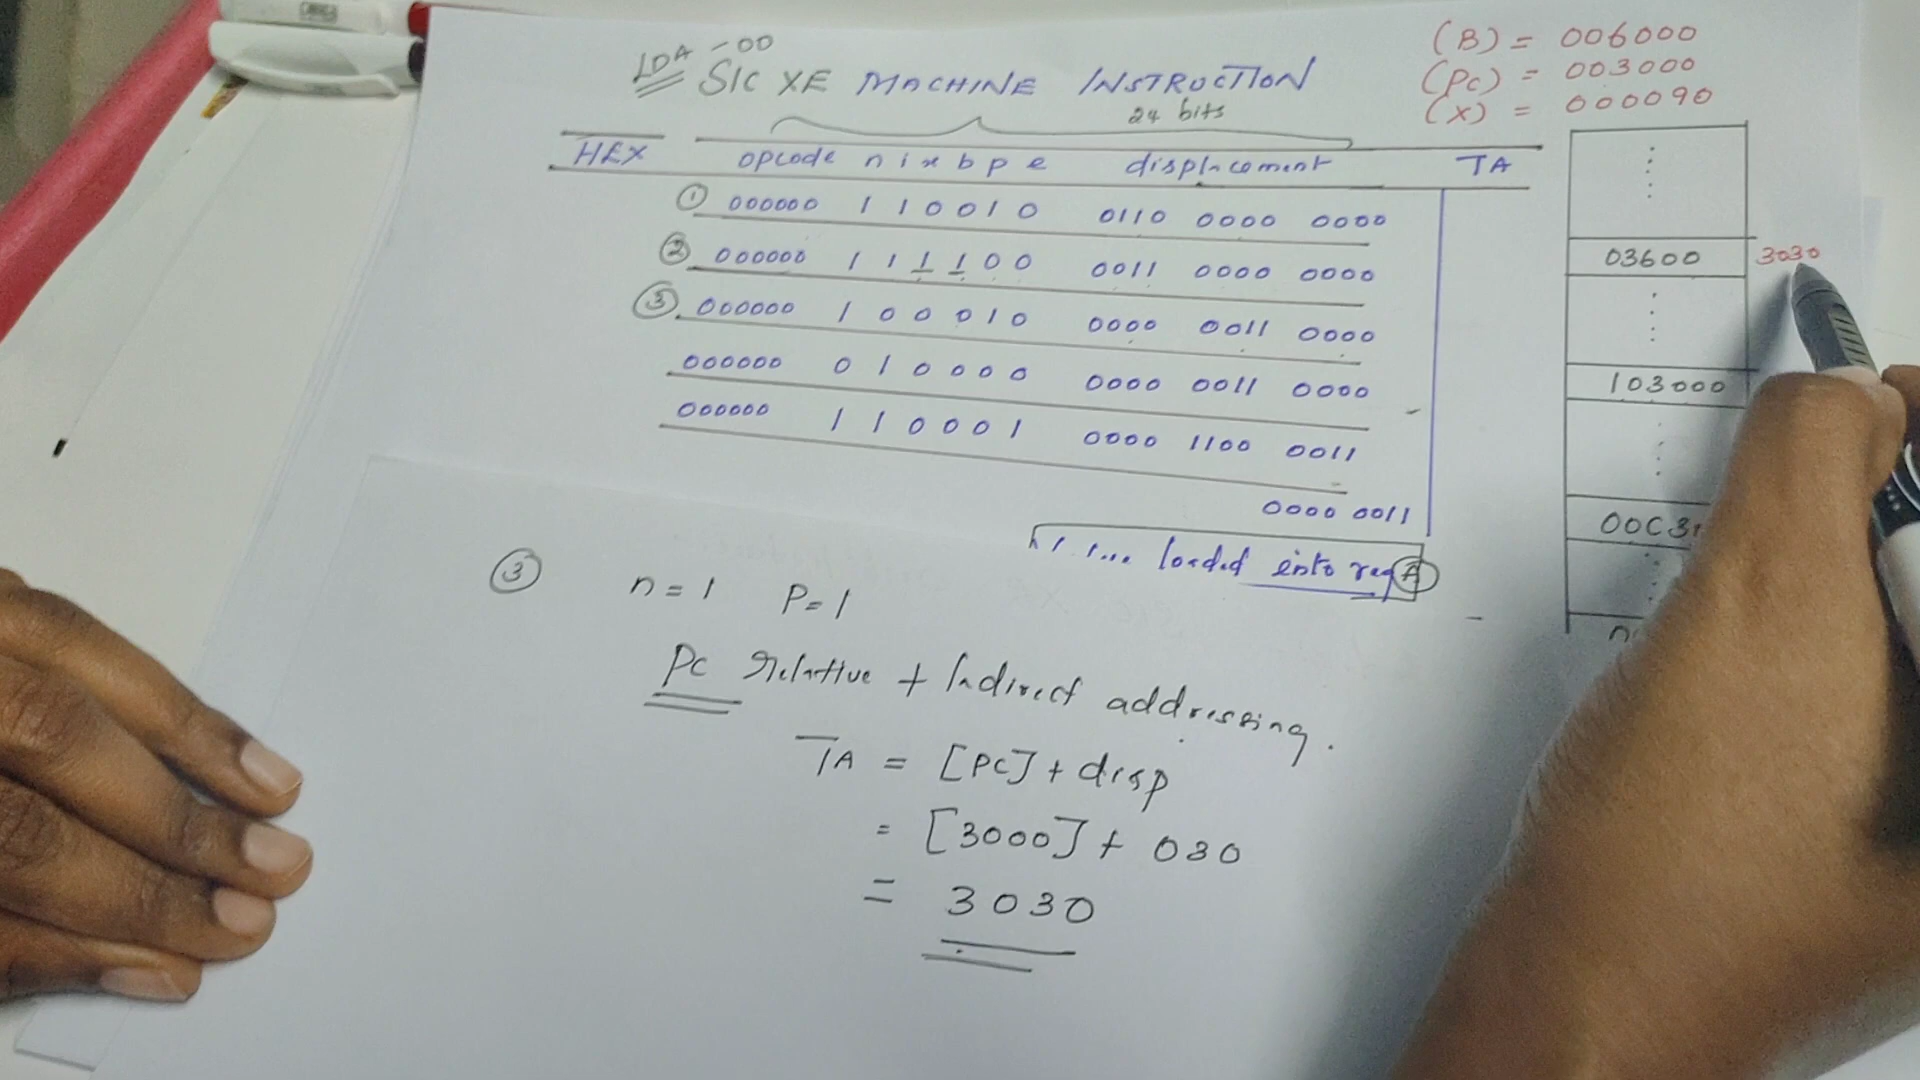 LDA - 00
SIC XE MACHINE INSTRUCTION
24 bits
(B) = 006000
(PC) = 003000
(X) = 000090
HEX opcode n i x b p e displacement TA
① 000000 1 1 0 0 1 0 0110 0000 0000
② 000000 1 1 1 1 0 0 0011 0000 0000
③. 000000 1 0 0 0 1 0 0000 0011 0000
000000 0 1 0 0 0 0 0000 0011 0000
000000 1 1 0 0 0 1 0000 1100 0011
0000 0011
loaded into reg A
03600 3030
103000
00C3
③ n = 1 P = 1
PC Relative + Indirect addressing.
TA = [PC] + disp
= [3000] + 030
= 3030